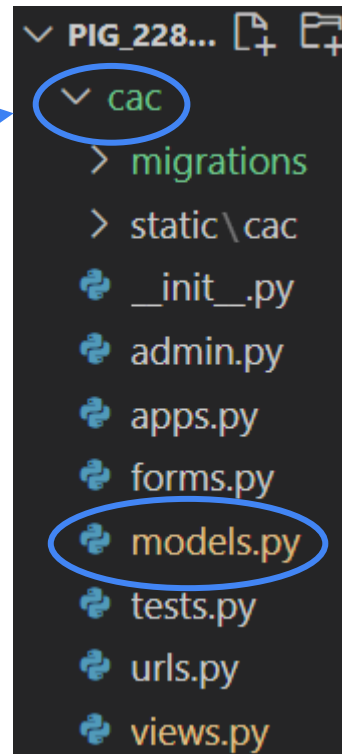 PIG_228...
cac
migrations
static\cac
__init__.py
admin.py
apps.py
forms.py
models.py
tests.py
urls.py
views.py